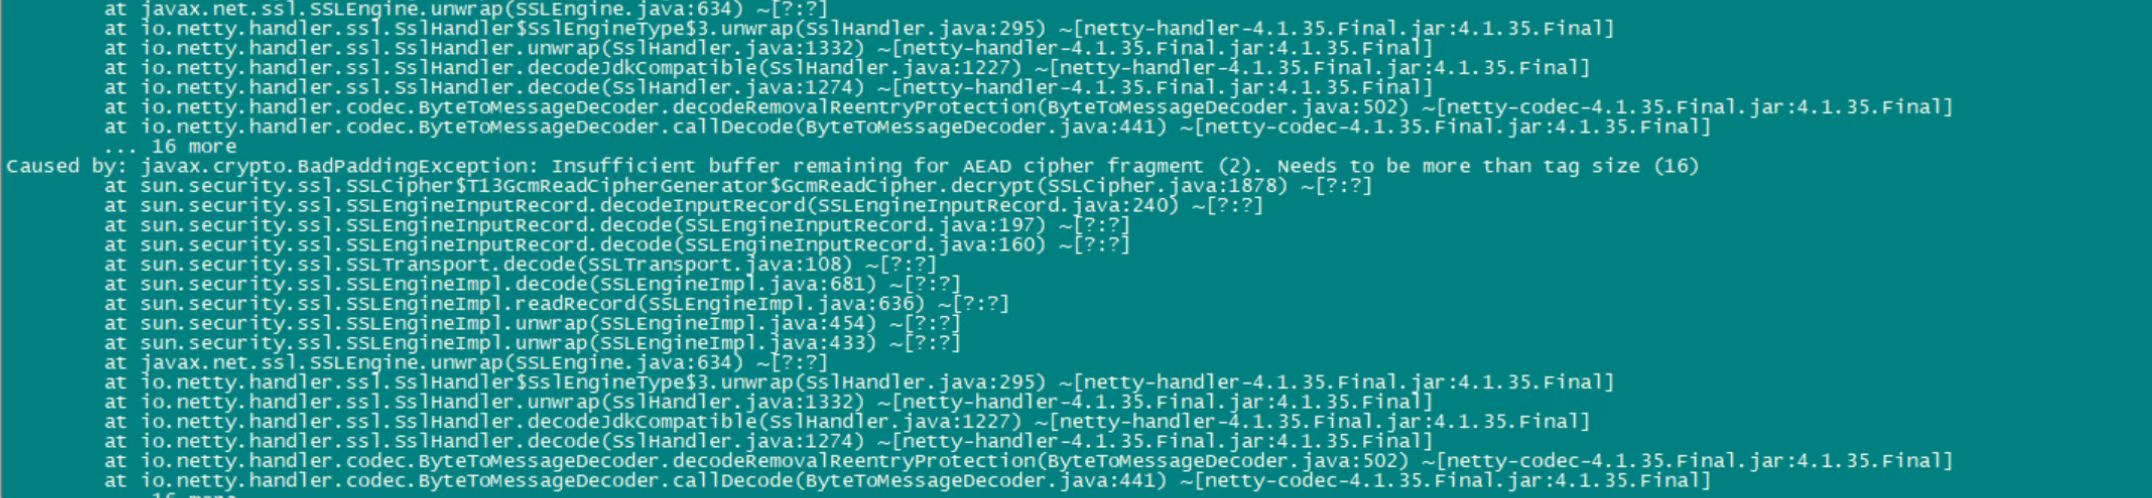 at javax.net.ssl.SSLEngine.unwrap(SSLEngine.java:634) ~[?:?]
at io.netty.handler.ssl.SslHandler$SslEngineType$3.unwrap(SslHandler.java:295) ~[netty-handler-4.1.35.Final.jar:4.1.35.Final]
at io.netty.handler.ssl.SslHandler.unwrap(SslHandler.java:1332) ~[netty-handler-4.1.35.Final.jar:4.1.35.Final]
at io.netty.handler.ssl.SslHandler.decodeJdkCompatible(SslHandler.java:1227) ~[netty-handler-4.1.35.Final.jar:4.1.35.Final]
at io.netty.handler.ssl.SslHandler.decode(SslHandler.java:1274) ~[netty-handler-4.1.35.Final.jar:4.1.35.Final]
at io.netty.handler.codec.ByteToMessageDecoder.decodeRemovalReentryProtection(ByteToMessageDecoder.java:502) ~[netty-codec-4.1.35.Final.jar:4.1.35.Final]
at io.netty.handler.codec.ByteToMessageDecoder.callDecode(ByteToMessageDecoder.java:441) ~[netty-codec-4.1.35.Final.jar:4.1.35.Final]
... 16 more
Caused by: javax.crypto.BadPaddingException: Insufficient buffer remaining for AEAD cipher fragment (2). Needs to be more than tag size (16)
at sun.security.ssl.SSLCipher$T13GcmReadCipherGenerator$GcmReadCipher.decrypt(SSLCipher.java:1878) ~[?:?]
at sun.security.ssl.SSLEngineInputRecord.decodeInputRecord(SSLEngineInputRecord.java:240) ~[?:?]
at sun.security.ssl.SSLEngineInputRecord.decode(SSLEngineInputRecord.java:197) ~[?:?]
at sun.security.ssl.SSLEngineInputRecord.decode(SSLEngineInputRecord.java:160) ~[?:?]
at sun.security.ssl.SSLTransport.decode(SSLTransport.java:108) ~[?:?]
at sun.security.ssl.SSLEngineImpl.decode(SSLEngineImpl.java:681) ~[?:?]
at sun.security.ssl.SSLEngineImpl.readRecord(SSLEngineImpl.java:636) ~[?:?]
at sun.security.ssl.SSLEngineImpl.unwrap(SSLEngineImpl.java:454) ~[?:?]
at sun.security.ssl.SSLEngineImpl.unwrap(SSLEngineImpl.java:433) ~[?:?]
at javax.net.ssl.SSLEngine.unwrap(SSLEngine.java:634) ~[?:?]
at io.netty.handler.ssl.SslHandler$SslEngineType$3.unwrap(SslHandler.java:295) ~[netty-handler-4.1.35.Final.jar:4.1.35.Final]
at io.netty.handler.ssl.SslHandler.unwrap(SslHandler.java:1332) ~[netty-handler-4.1.35.Final.jar:4.1.35.Final]
at io.netty.handler.ssl.SslHandler.decodeJdkCompatible(SslHandler.java:1227) ~[netty-handler-4.1.35.Final.jar:4.1.35.Final]
at io.netty.handler.ssl.SslHandler.decode(SslHandler.java:1274) ~[netty-handler-4.1.35.Final.jar:4.1.35.Final]
at io.netty.handler.codec.ByteToMessageDecoder.decodeRemovalReentryProtection(ByteToMessageDecoder.java:502) ~[netty-codec-4.1.35.Final.jar:4.1.35.Final]
at io.netty.handler.codec.ByteToMessageDecoder.callDecode(ByteToMessageDecoder.java:441) ~[netty-codec-4.1.35.Final.jar:4.1.35.Final]